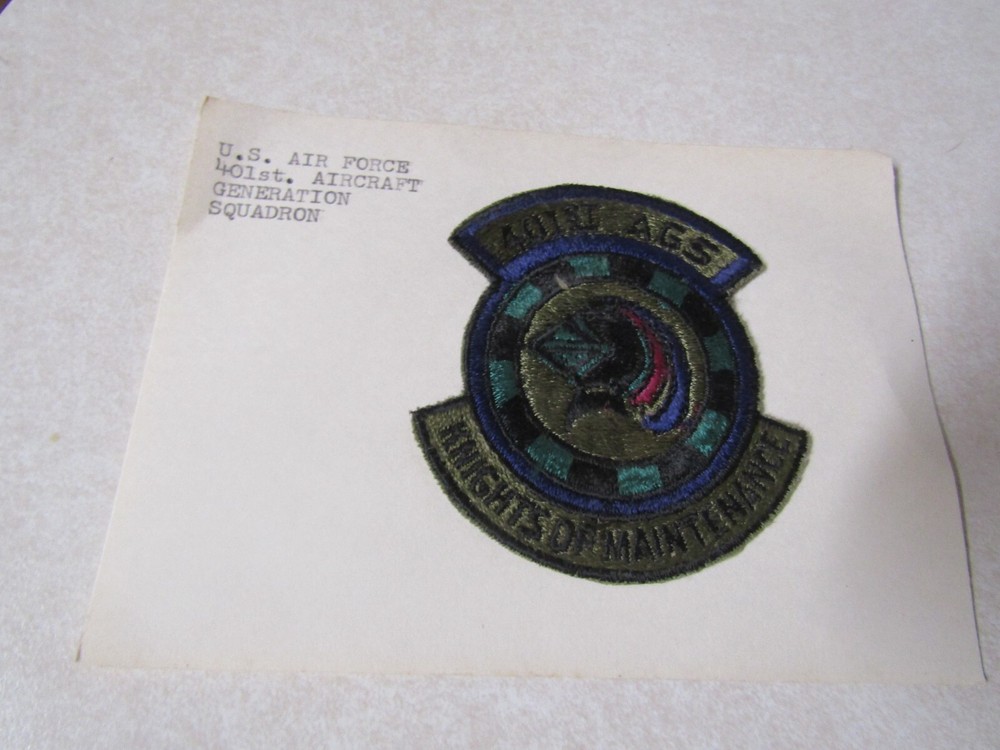 U.S. AIR FORCE
401st. AIRCRAFT
GENERATION
SQUADRON
401ST AGS
KNIGHTS OF MAINTENANCE